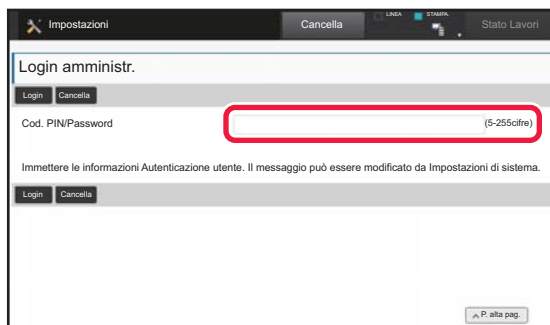 Impostazioni
Cancella
LINEA
STAMPA.
Stato Lavori
Login amministr.
Login Cancella
Cod. PIN/Password (5-255cifre)
Immettere le informazioni Autenticazione utente. Il messaggio può essere modificato da Impostazioni di sistema.
Login Cancella
P. alta pag.